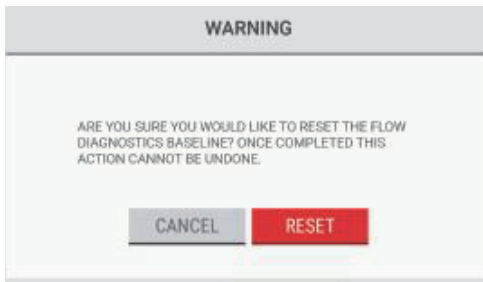 WARNING
ARE YOU SURE YOU WOULD LIKE TO RESET THE FLOW
DIAGNOSTICS BASELINE? ONCE COMPLETED THIS
ACTION CANNOT BE UNDONE.
CANCEL RESET